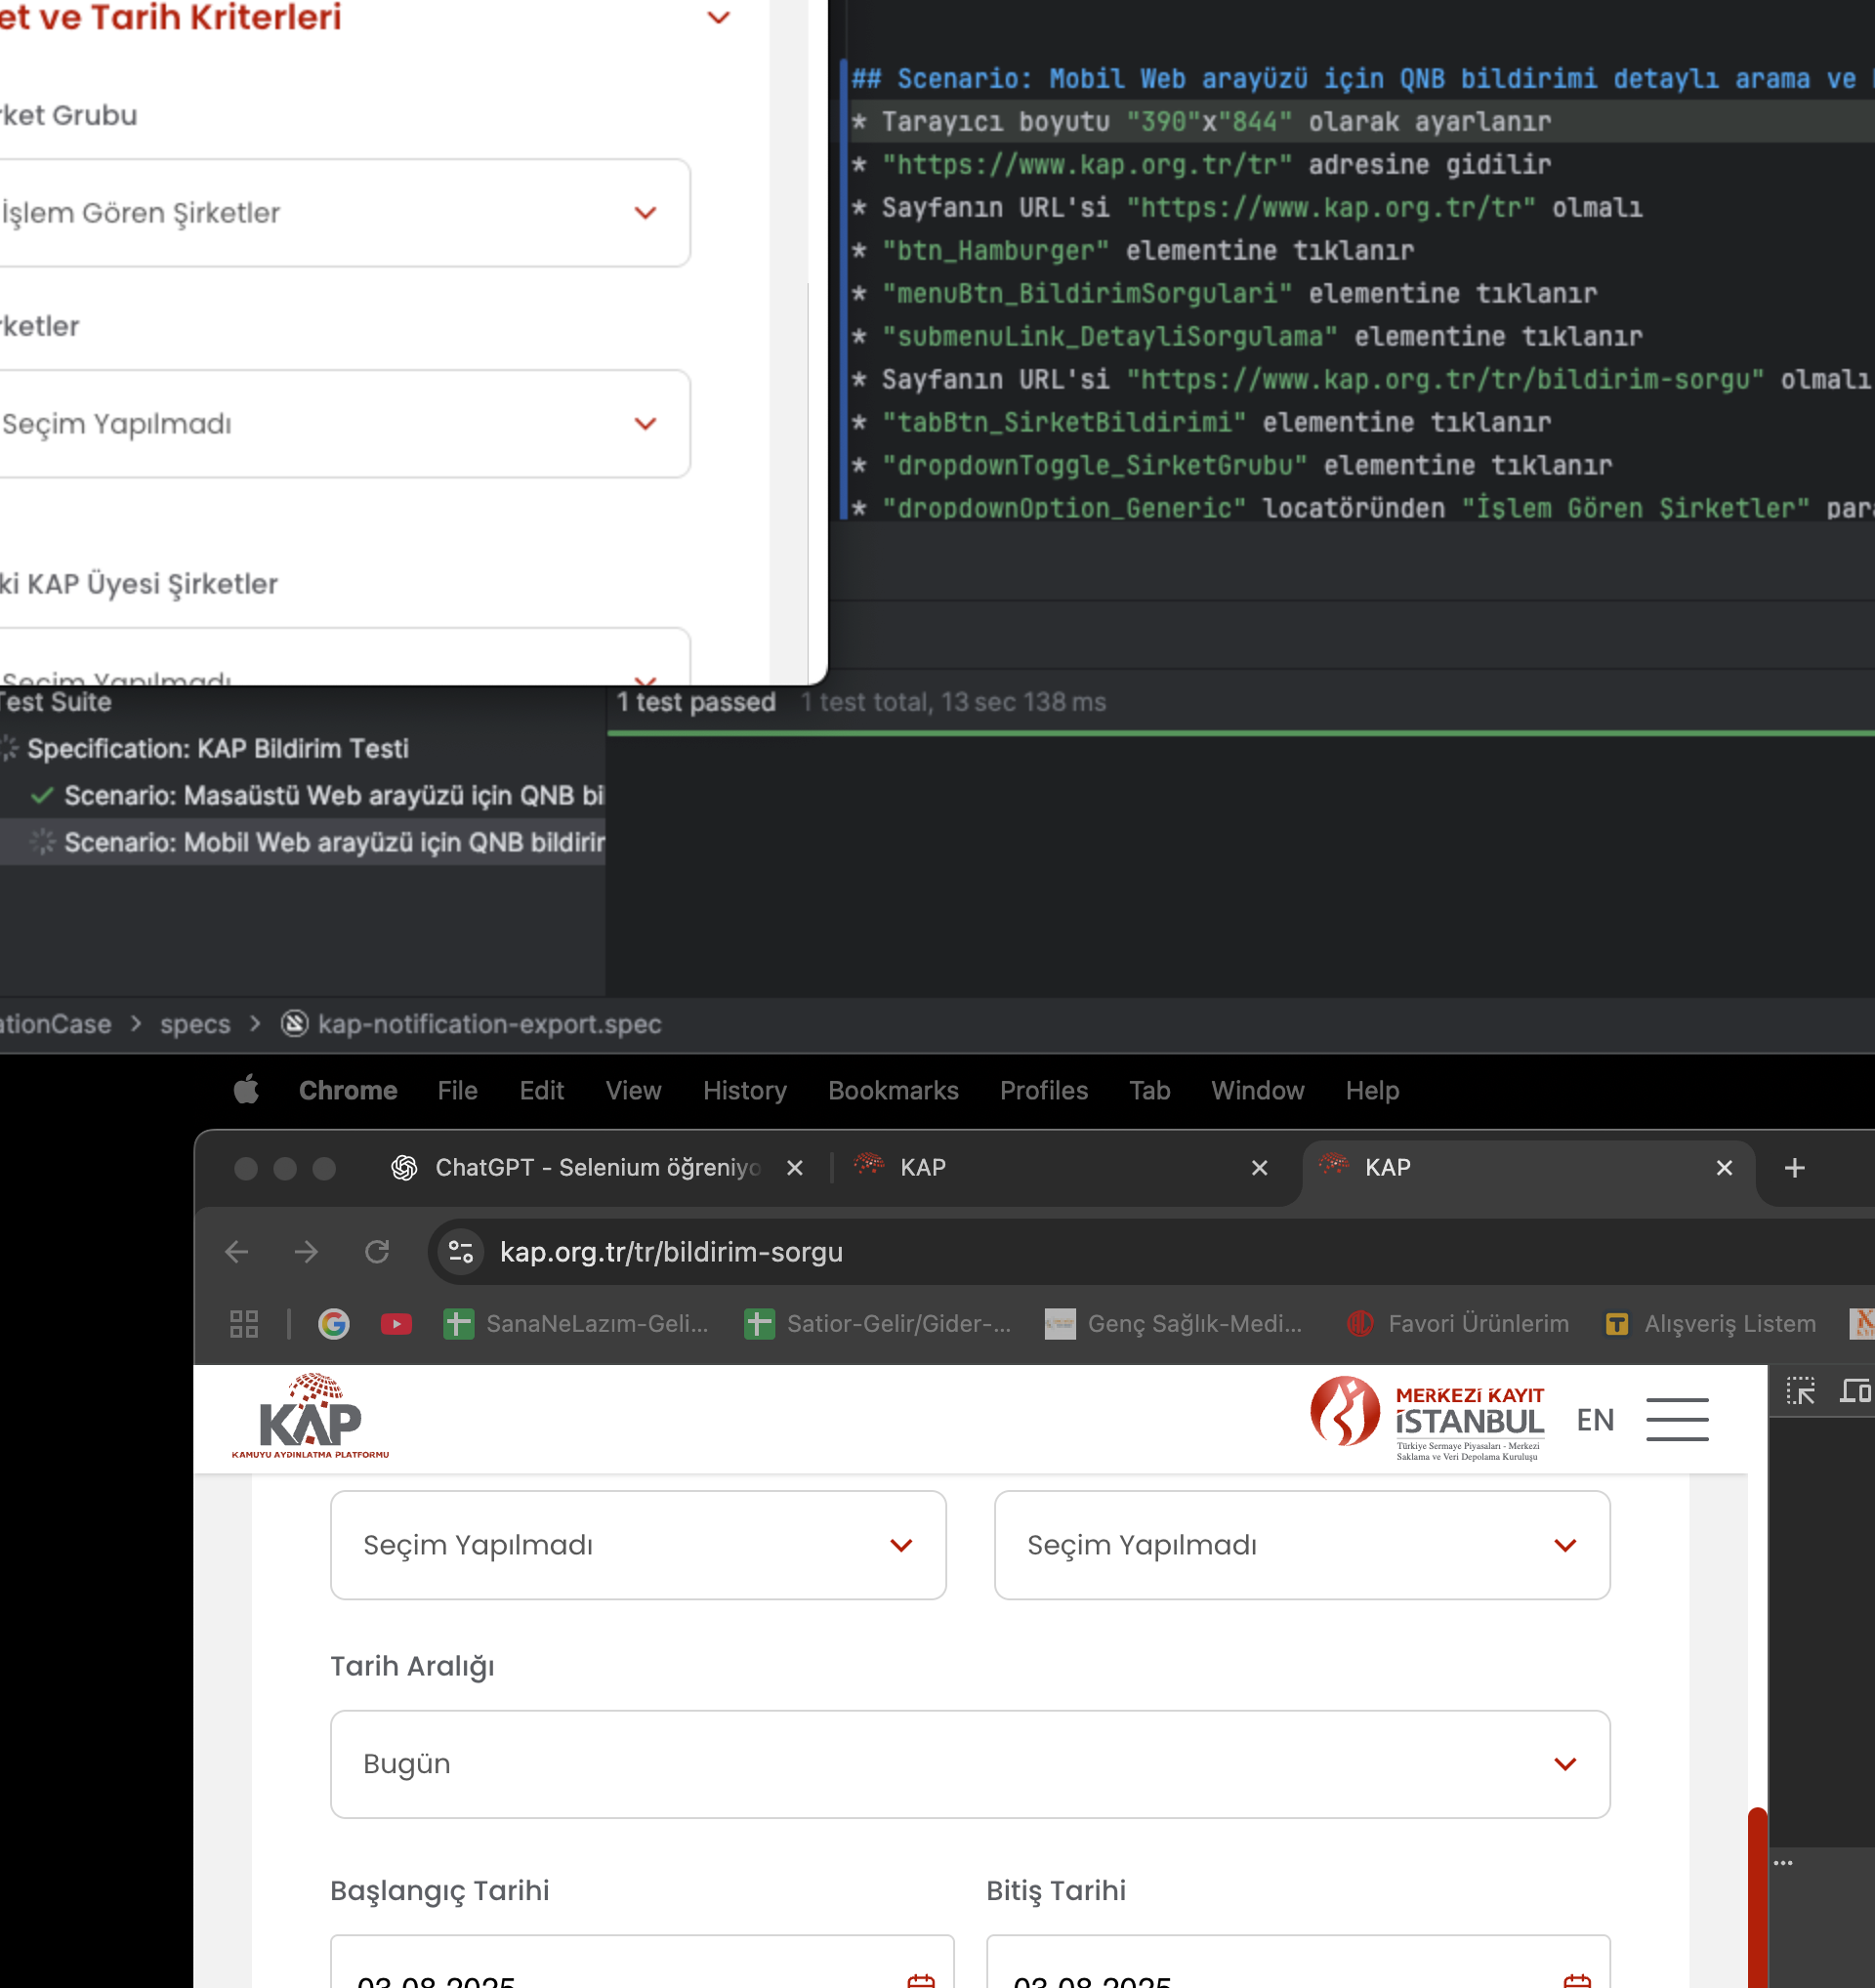 et ve Tarih Kriterleri
rket Grubu
İşlem Gören Şirketler
rketler
Seçim Yapılmadı
ki KAP Üyesi Şirketler
Seçim Yapılmadı
## Scenario: Mobil Web arayüzü için QNB bildirimi detaylı arama ve
* Tarayıcı boyutu "390"x"844" olarak ayarlanır
* "https://www.kap.org.tr/tr" adresine gidilir
* Sayfanın URL'si "https://www.kap.org.tr/tr" olmalı
* "btn_Hamburger" elementine tıklanır
* "menuBtn_BildirimSorgulari" elementine tıklanır
* "submenuLink_DetayliSorgulama" elementine tıklanır
* Sayfanın URL'si "https://www.kap.org.tr/tr/bildirim-sorgu" olmalı
* "tabBtn_SirketBildirimi" elementine tıklanır
* "dropdownToggle_SirketGrubu" elementine tıklanır
* "dropdownOption_Generic" locatöründen "İşlem Gören Şirketler" para
Test Suite
1 test passed 1 test total, 13 sec 138 ms
Specification: KAP Bildirim Testi
Scenario: Masaüstü Web arayüzü için QNB bi
Scenario: Mobil Web arayüzü için QNB bildirir
ationCase > specs > kap-notification-export.spec
Chrome File Edit View History Bookmarks Profiles Tab Window Help
ChatGPT - Selenium öğreniyo KAP KAP
kap.org.tr/tr/bildirim-sorgu
SanaNeLazım-Geli... Satior-Gelir/Gider-... Genç Sağlık-Medi... Favori Ürünlerim Alışveriş Listem
KAP
KAMUYU AYDINLATMA PLATFORMU
MERKEZİ KAYIT
İSTANBUL
Türkiye Sermaye Piyasaları - Merkezi
Saklama ve Veri Depolama Kuruluşu
EN
Seçim Yapılmadı Seçim Yapılmadı
Tarih Aralığı
Bugün
Başlangıç Tarihi Bitiş Tarihi
03.08.2025 03.08.2025